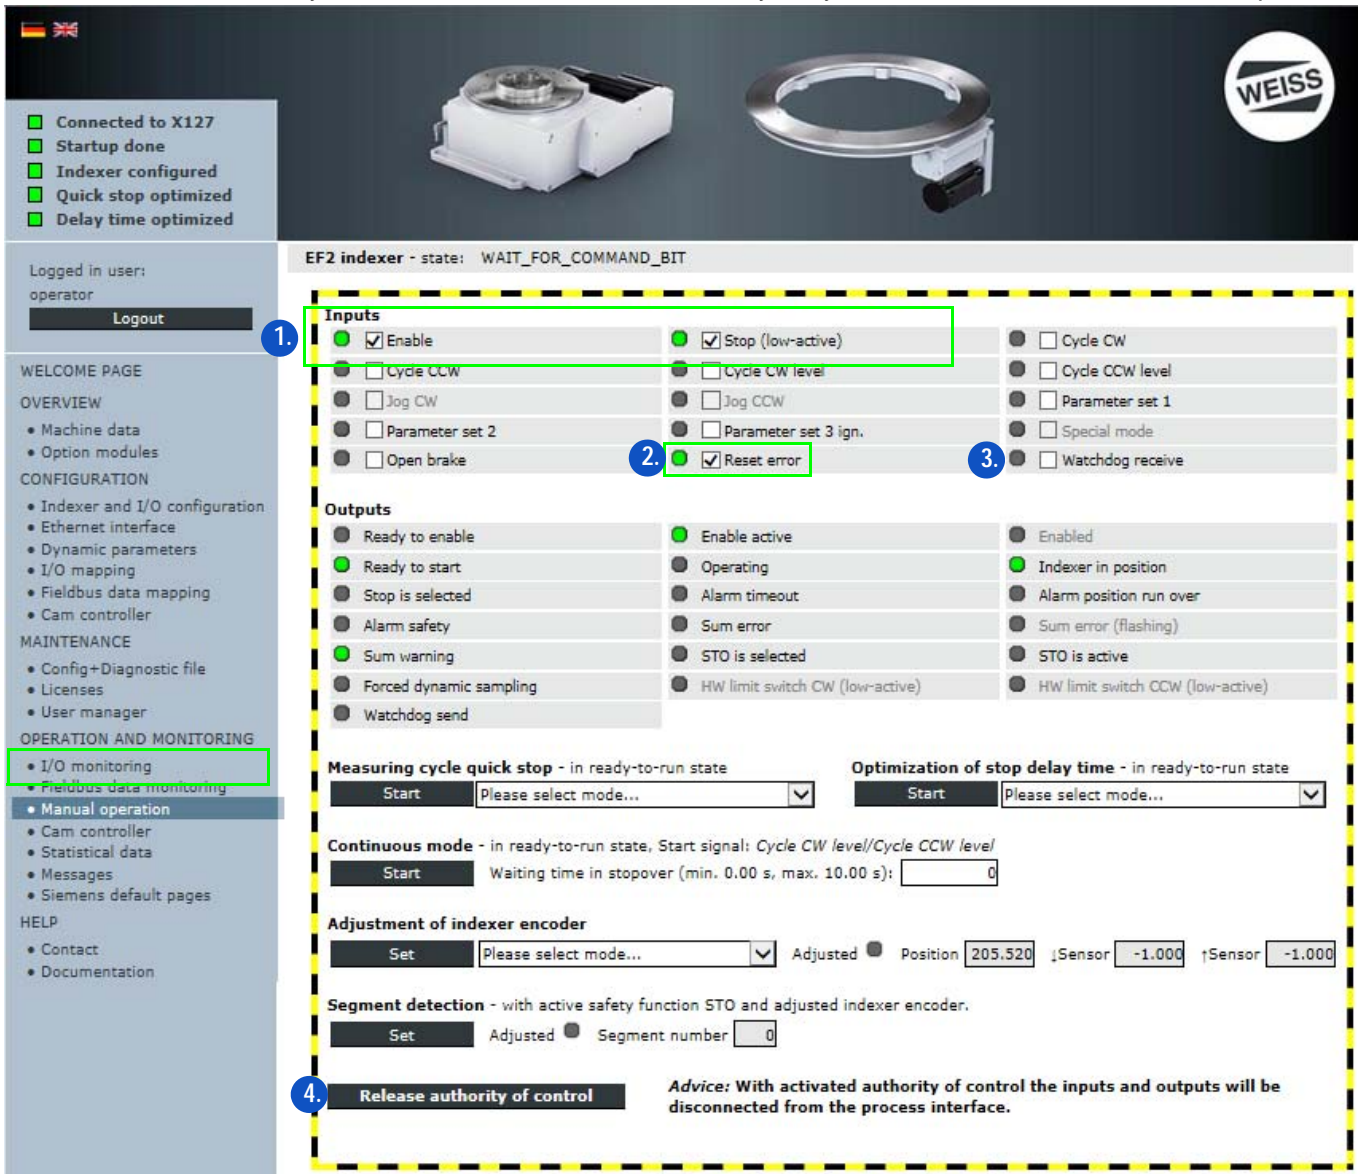 WEISS
Connected to X127
Startup done
Indexer configured
Quick stop optimized
Delay time optimized
Logged in user:
operator
Logout
WELCOME PAGE
OVERVIEW
• Machine data
• Option modules
CONFIGURATION
• Indexer and I/O configuration
• Ethernet interface
• Dynamic parameters
• I/O mapping
• Fieldbus data mapping
• Cam controller
MAINTENANCE
• Config+Diagnostic file
• Licenses
• User manager
OPERATION AND MONITORING
• I/O monitoring
• Fieldbus data monitoring
• Manual operation
• Cam controller
• Statistical data
• Messages
• Siemens default pages
HELP
• Contact
• Documentation
EF2 indexer - state: WAIT_FOR_COMMAND_BIT
Inputs
1. Enable Stop (low-active) Cycle CW
Cycle CCW Cycle CW level Cycle CCW level
Jog CW Jog CCW Parameter set 1
Parameter set 2 Parameter set 3 ign. Special mode
Open brake 2. Reset error 3. Watchdog receive
Outputs
Ready to enable Enable active Enabled
Ready to start Operating Indexer in position
Stop is selected Alarm timeout Alarm position run over
Alarm safety Sum error Sum error (flashing)
Sum warning STO is selected STO is active
Forced dynamic sampling HW limit switch CW (low-active) HW limit switch CCW (low-active)
Watchdog send
Measuring cycle quick stop - in ready-to-run state Optimization of stop delay time - in ready-to-run state
Start Please select mode... Start Please select mode...
Continuous mode - in ready-to-run state, Start signal: Cycle CW level/Cycle CCW level
Start Waiting time in stopover (min. 0.00 s, max. 10.00 s): 0
Adjustment of indexer encoder
Set Please select mode... Adjusted Position 205.520 ↓Sensor -1.000 ↑Sensor -1.000
Segment detection - with active safety function STO and adjusted indexer encoder.
Set Adjusted Segment number 0
4. Release authority of control Advice: With activated authority of control the inputs and outputs will be
disconnected from the process interface.